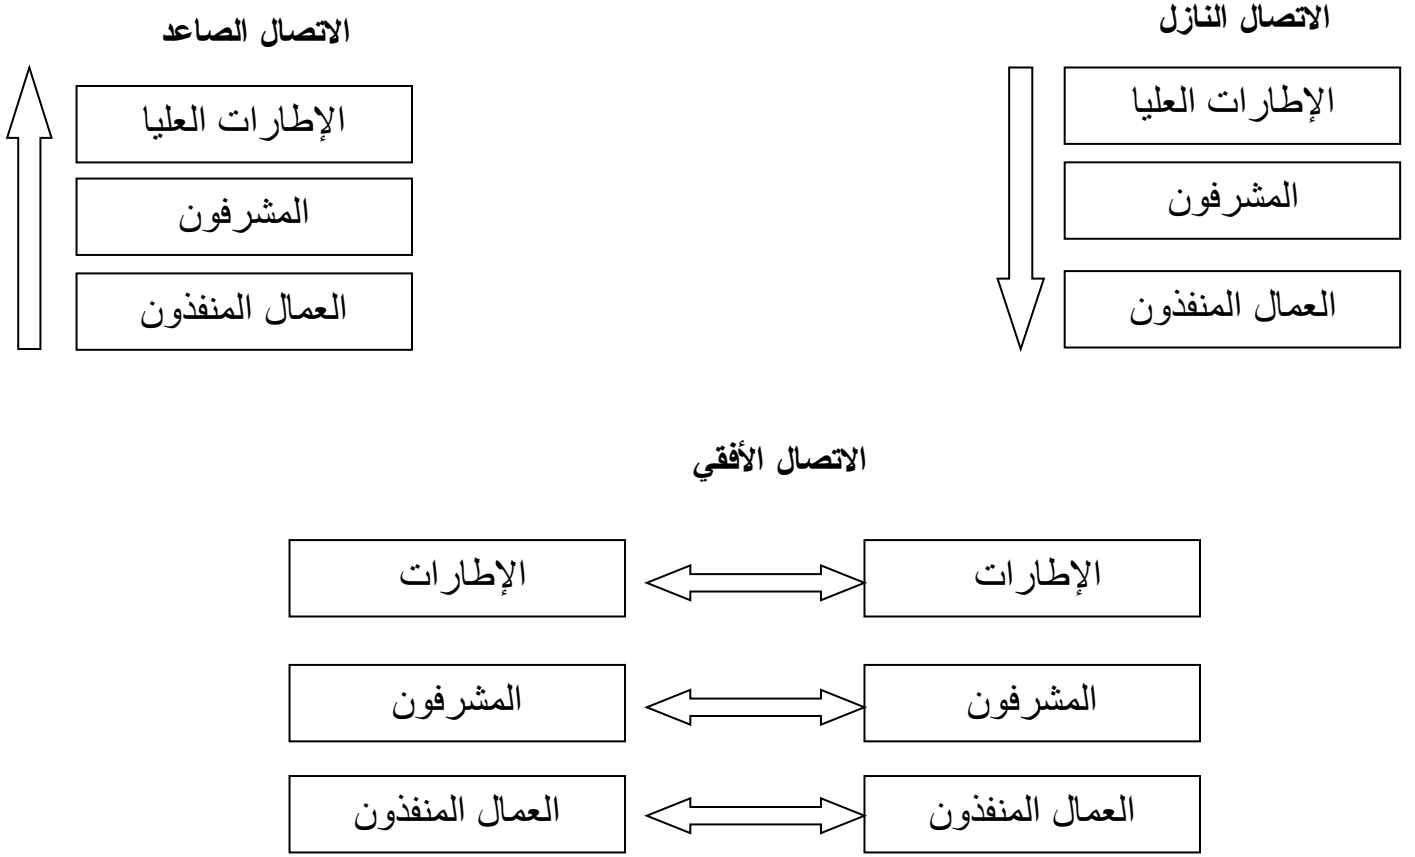 الاتصال النازل
الإطارات العليا
المشرفون
العمال المنفذون
الاتصال الصاعد
الإطارات العليا
المشرفون
العمال المنفذون
الاتصال الأفقي
الإطارات
الإطارات
المشرفون
المشرفون
العمال المنفذون
العمال المنفذون